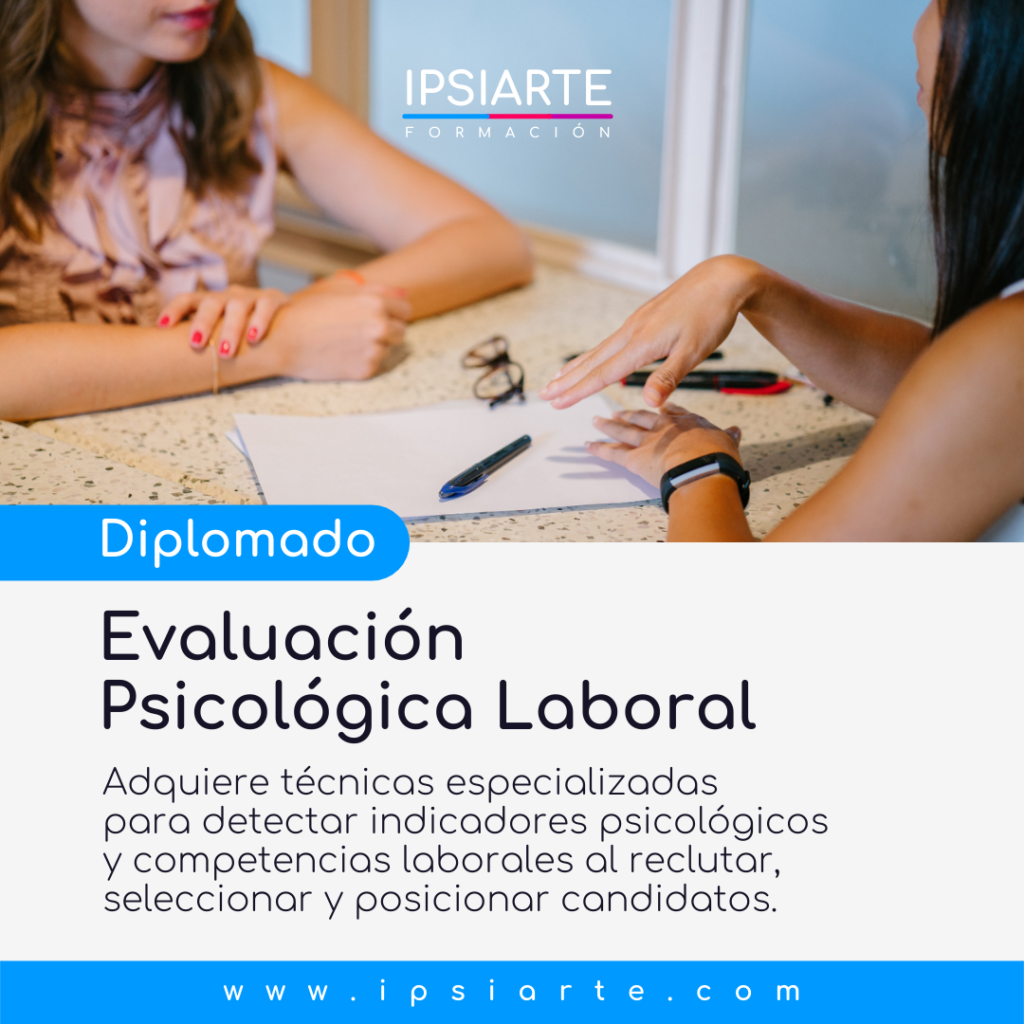 IPSIARTE
FORMACIÓN
Diplomado
Evaluación
Psicológica Laboral
Adquiere técnicas especializadas
para detectar indicadores psicológicos
y competencias laborales al reclutar,
seleccionar y posicionar candidatos.
www.ipsiarte.com